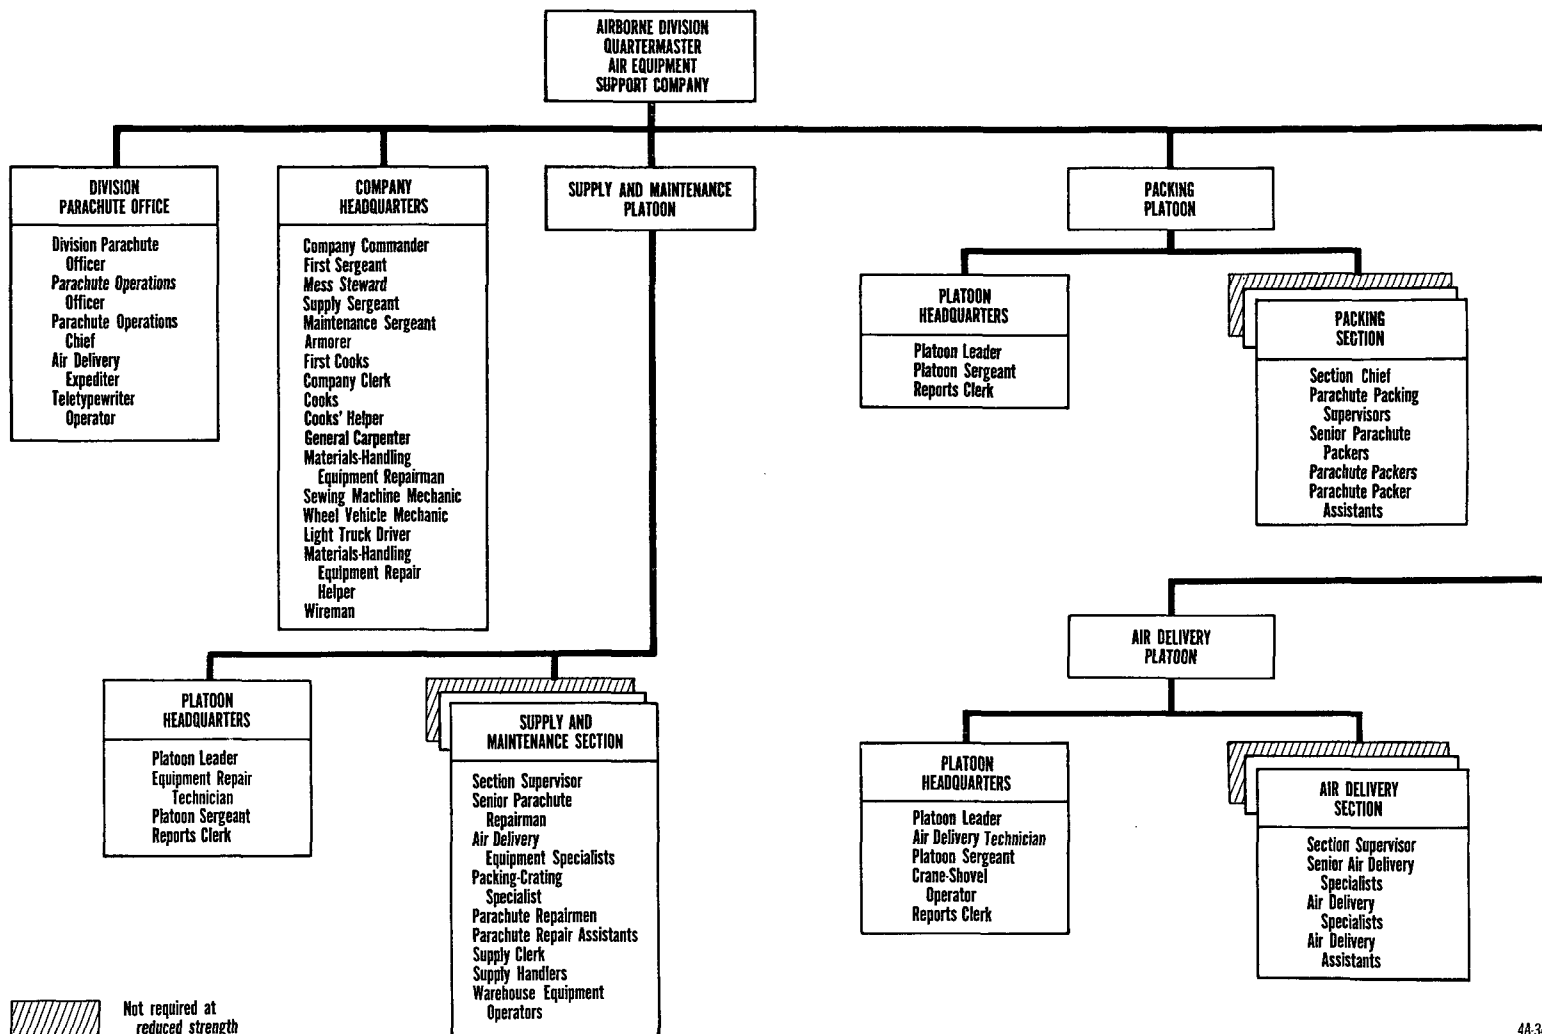 AIRBORNE DIVISION
QUARTERMASTER
AIR EQUIPMENT
SUPPORT COMPANY
DIVISION
PARACHUTE OFFICE
Division Parachute
Officer
Parachute Operations
Officer
Parachute Operations
Chief
Air Delivery
Expediter
Teletypewriter
Operator
COMPANY
HEADQUARTERS
Company Commander
First Sergeant
Mess Steward
Supply Sergeant
Maintenance Sergeant
Armorer
First Cooks
Company Clerk
Cooks
Cooks' Helper
General Carpenter
Materials-Handling
Equipment Repairman
Sewing Machine Mechanic
Wheel Vehicle Mechanic
Light Truck Driver
Materials-Handling
Equipment Repair
Helper
Wireman
SUPPLY AND MAINTENANCE
PLATOON
PACKING
PLATOON
PLATOON
HEADQUARTERS
Platoon Leader
Platoon Sergeant
Reports Clerk
PACKING
SECTION
Section Chief
Parachute Packing
Supervisors
Senior Parachute
Packers
Parachute Packers
Parachute Packer
Assistants
PLATOON
HEADQUARTERS
Platoon Leader
Equipment Repair
Technician
Platoon Sergeant
Reports Clerk
SUPPLY AND
MAINTENANCE SECTION
Section Supervisor
Senior Parachute
Repairman
Air Delivery
Equipment Specialists
Packing-Crating
Specialist
Parachute Repairmen
Parachute Repair Assistants
Supply Clerk
Supply Handlers
Warehouse Equipment
Operators
AIR DELIVERY
PLATOON
PLATOON
HEADQUARTERS
Platoon Leader
Air Delivery Technician
Platoon Sergeant
Crane-Shovel
Operator
Reports Clerk
AIR DELIVERY
SECTION
Section Supervisor
Senior Air Delivery
Specialists
Air Delivery
Specialists
Air Delivery
Assistants
Not required at
reduced strength